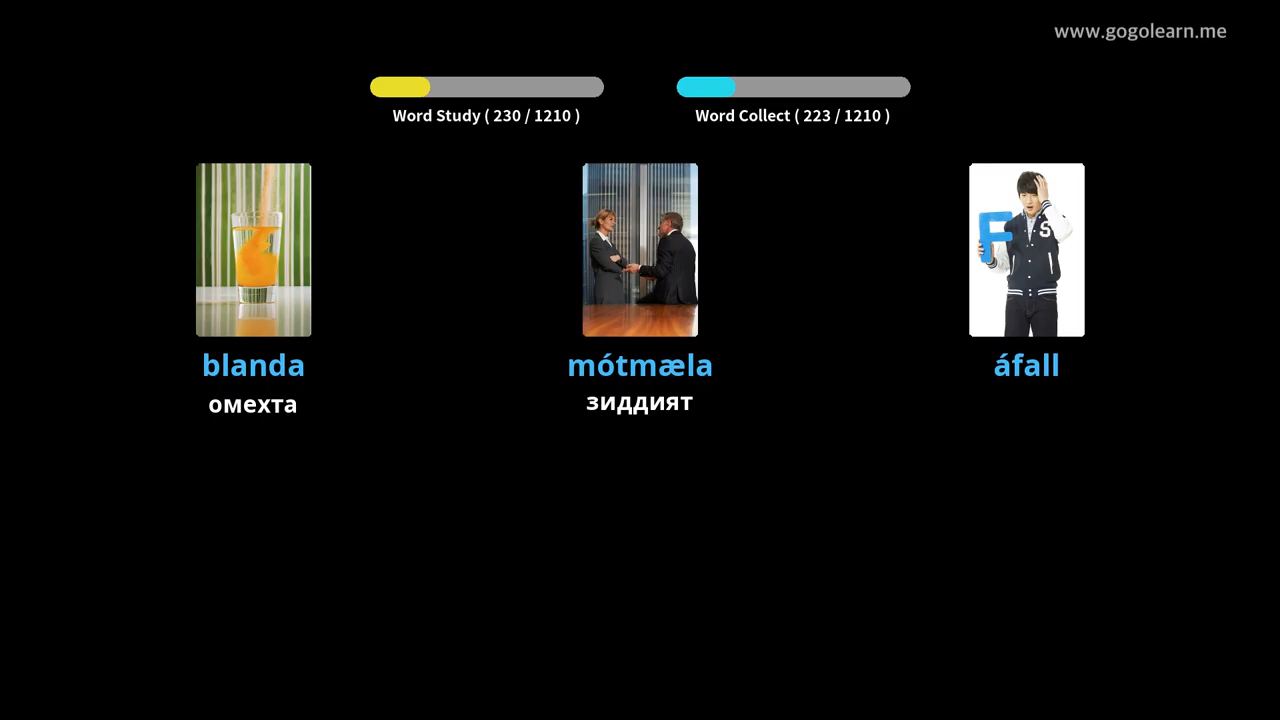 www.gogolearn.me
Word Study ( 230 / 1210 )
Word Collect ( 223 / 1210 )
F
S
blanda
mótmæla
áfall
омехта
зиддият